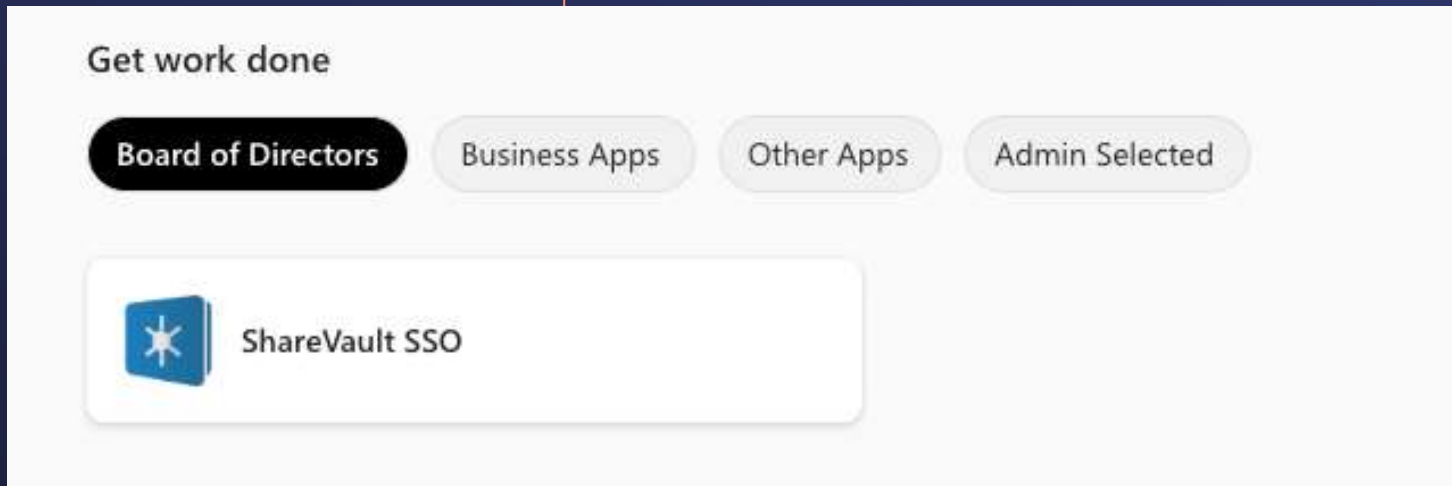 Get work done
Board of Directors Business Apps Other Apps Admin Selected
ShareVault SSO